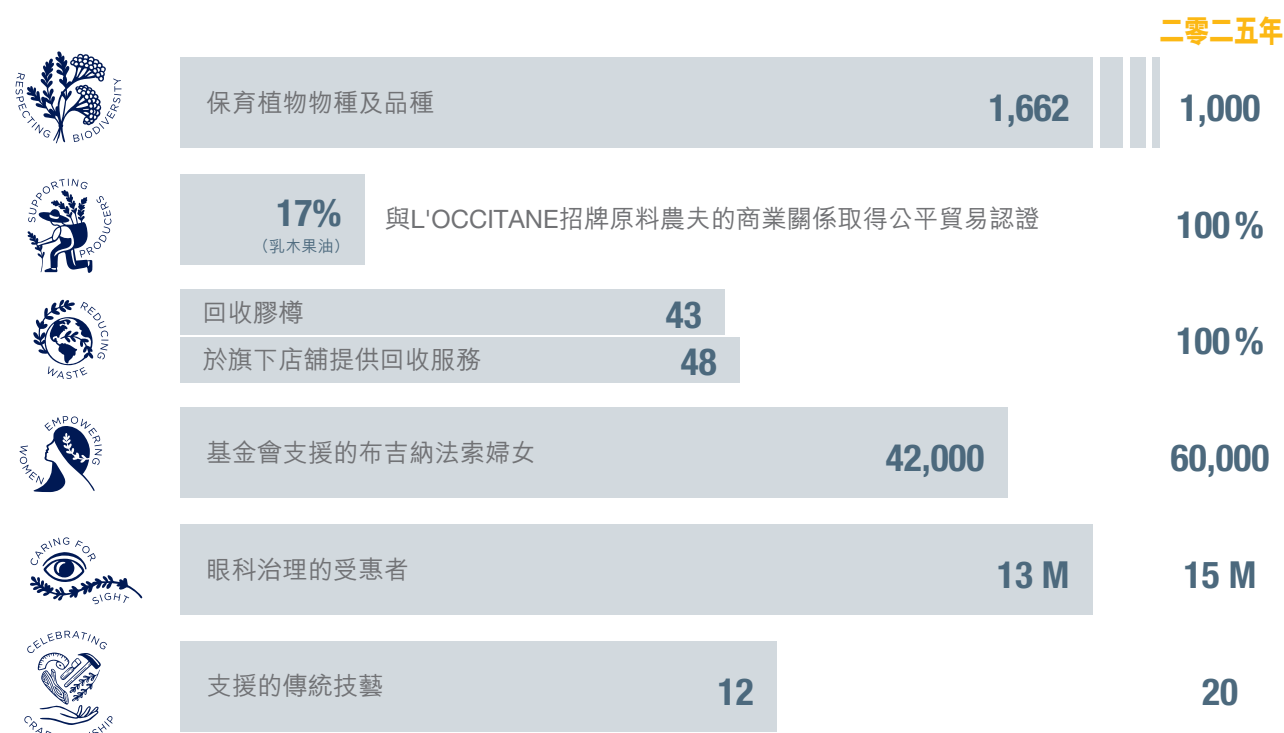 二零二五年
RESPECTING BIODIVERSITY
保育植物物種及品種
1,662
1,000
SUPPORTING PRODUCERS
17%
（乳木果油）
與L'OCCITANE招牌原料農夫的商業關係取得公平貿易認證
100%
REDUCING WASTE
回收膠樽
43
於旗下店舖提供回收服務
48
100%
EMPOWERING WOMEN
基金會支援的布吉納法索婦女
42,000
60,000
CARING FOR SIGHT
眼科治理的受惠者
13 M
15 M
CELEBRATING
支援的傳統技藝
12
20